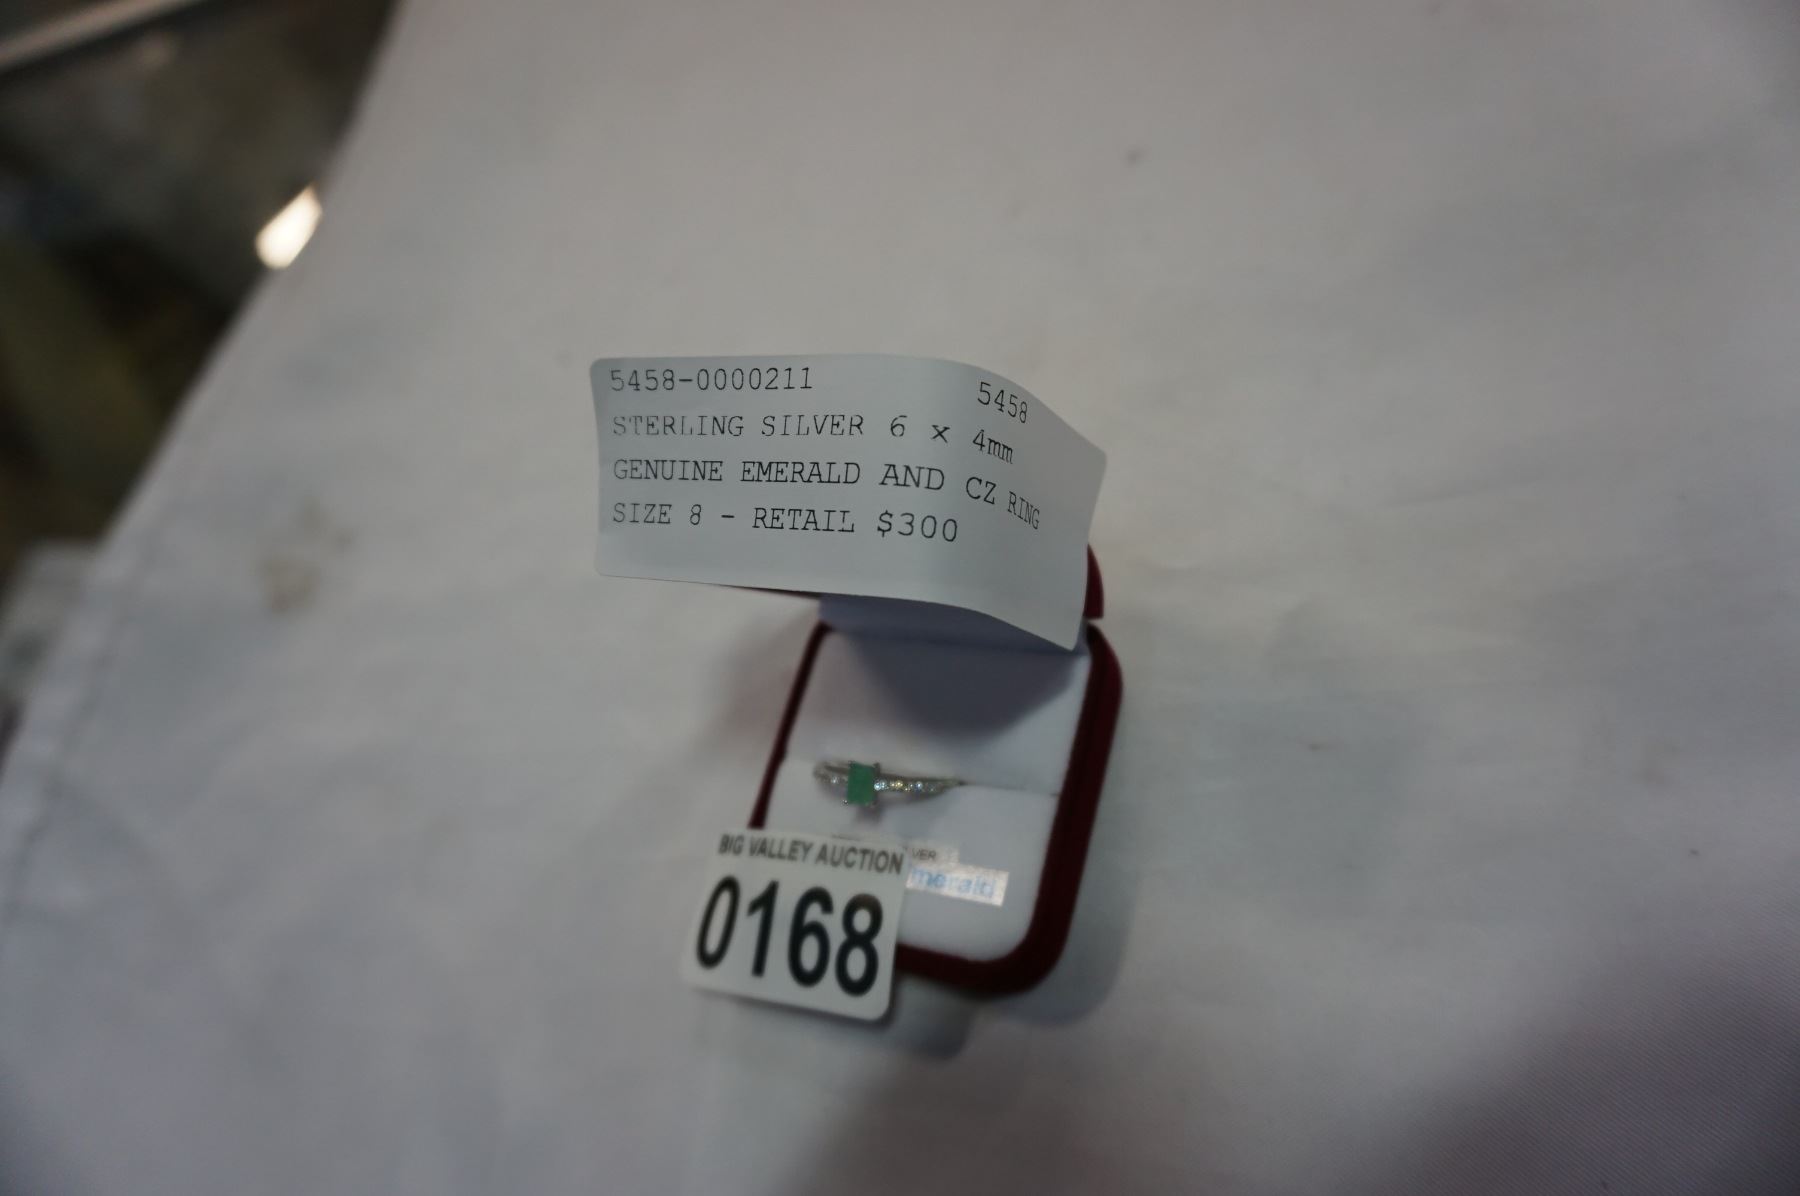 5458-0000211 5458
STERLING SILVER 6 x 4mm
GENUINE EMERALD AND CZ RING
SIZE 8 - RETAIL $300
BIG VALLEY AUCTION
0168